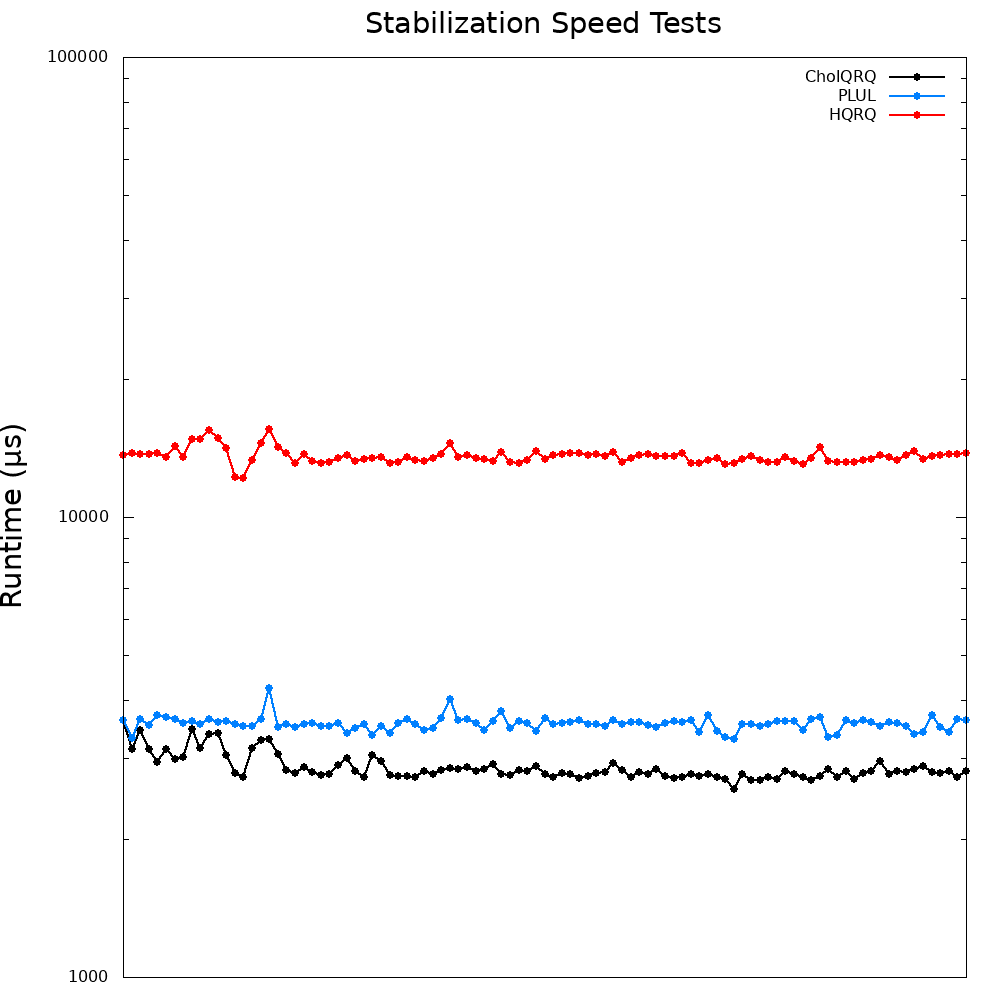 Stabilization Speed Tests
100000
CholQRQ
PLUL
HQRQ
10000
Runtime (µs)
1000